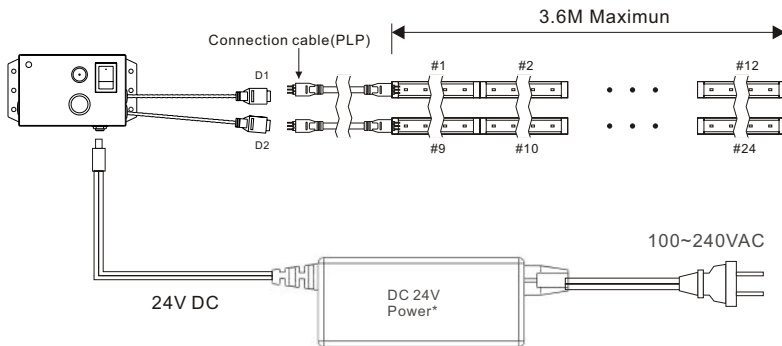 3.6M Maximun
Connection cable(PLP)
D1
#1
#2
#12
D2
#9
#10
#24
100~240VAC
24V DC
DC 24V
Power*